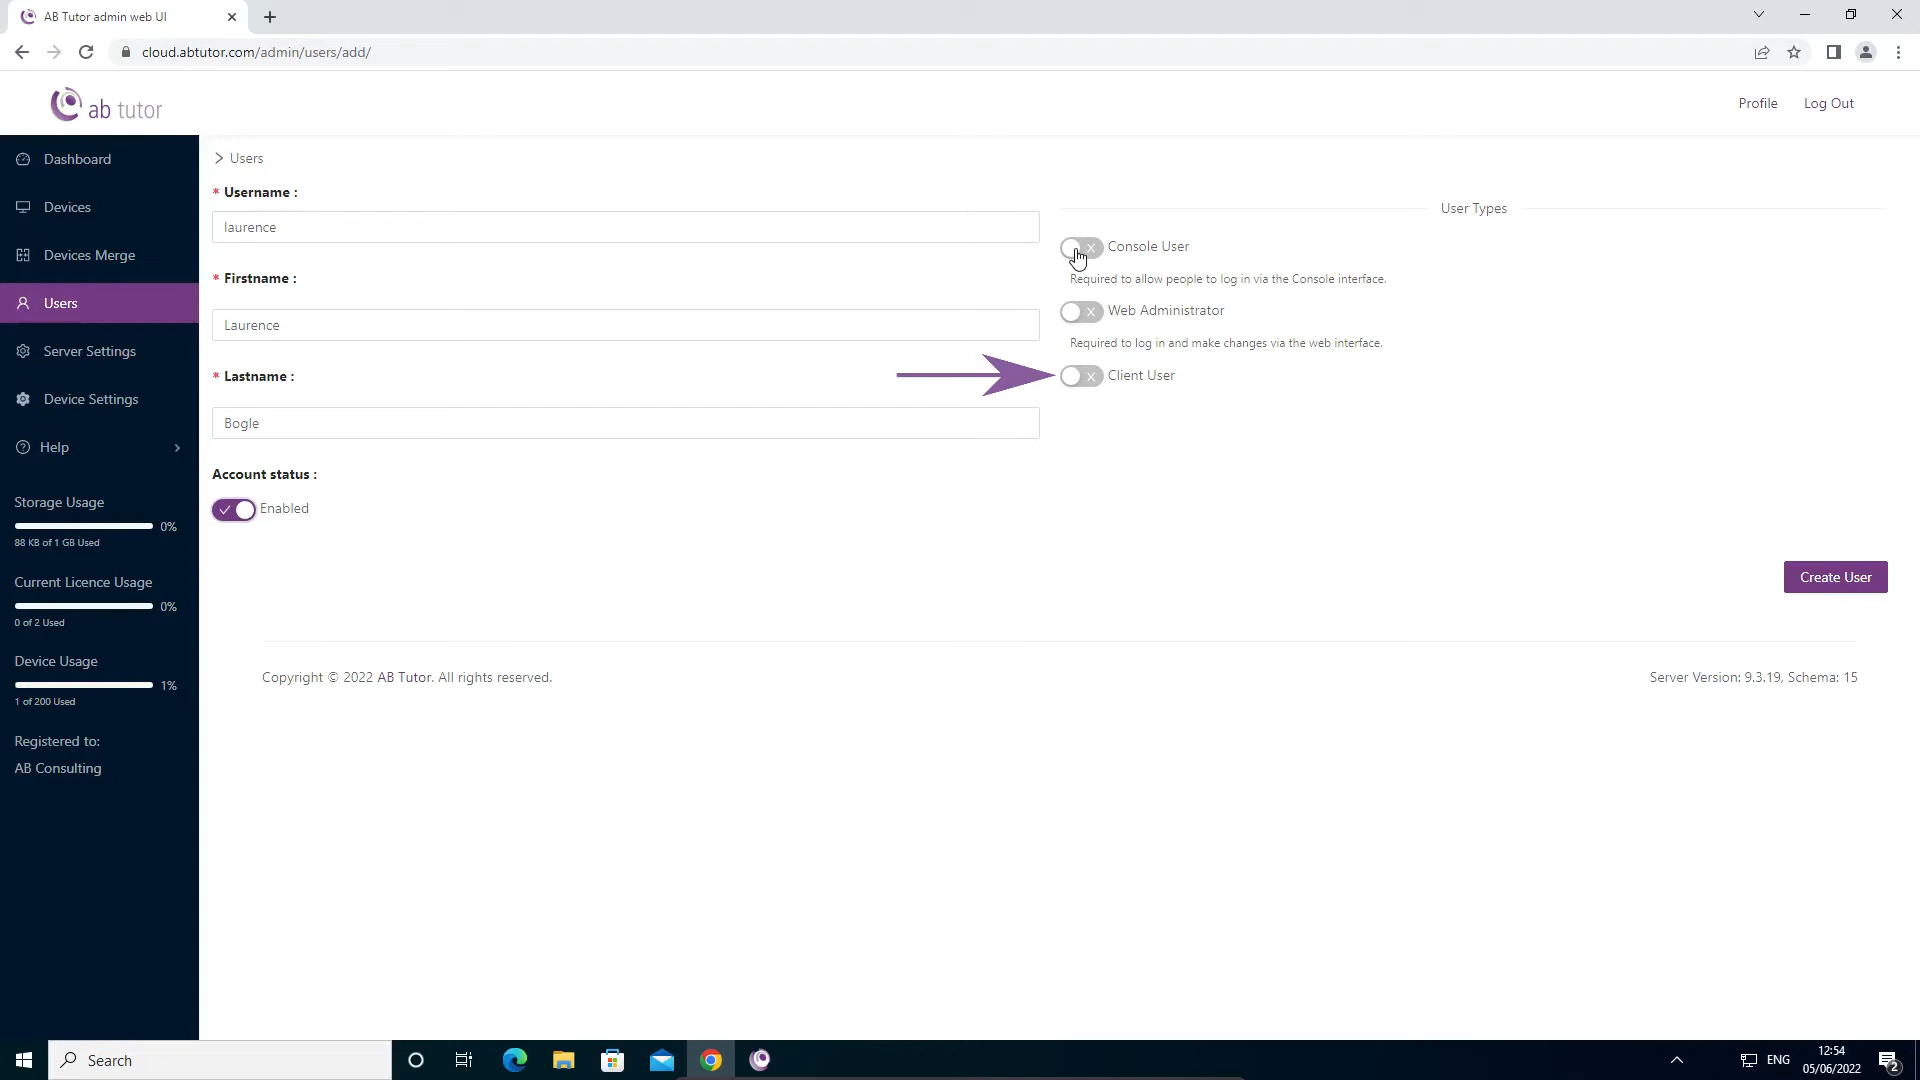 AB Tutor admin web UI
cloud.abtutor.com/admin/users/add/
ab tutor
Profile
Log Out
Dashboard
Devices
Devices Merge
Users
Server Settings
Device Settings
Help
Storage Usage
0%
88 KB of 1 GB Used
Current Licence Usage
0%
0 of 2 Used
Device Usage
1%
1 of 200 Used
Registered to:
AB Consulting
Users
* Username :
laurence
* Firstname :
Laurence
* Lastname :
Bogle
Account status :
Enabled
User Types
Console User
Required to allow people to log in via the Console interface.
Web Administrator
Required to log in and make changes via the web interface.
Client User
Create User
Copyright © 2022 AB Tutor. All rights reserved.
Server Version: 9.3.19, Schema: 15
Search
ENG
12:54
05/06/2022
2